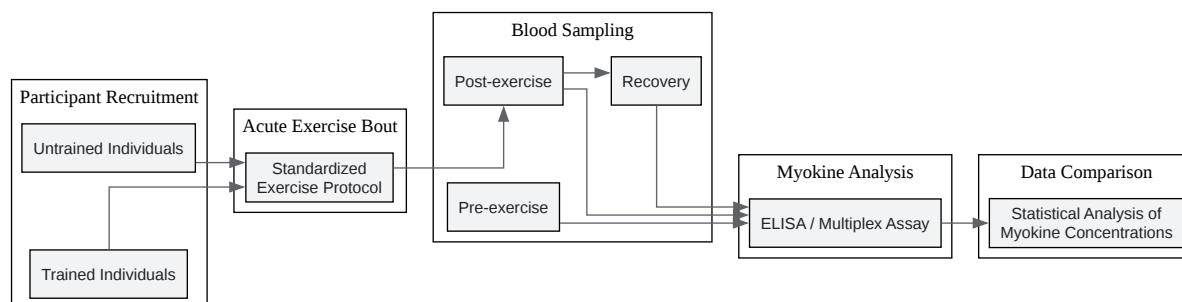 Participant Recruitment
Untrained Individuals
Trained Individuals
Acute Exercise Bout
Standardized
Exercise Protocol
Blood Sampling
Post-exercise
Recovery
Pre-exercise
Myokine Analysis
ELISA / Multiplex Assay
Data Comparison
Statistical Analysis of
Myokine Concentrations